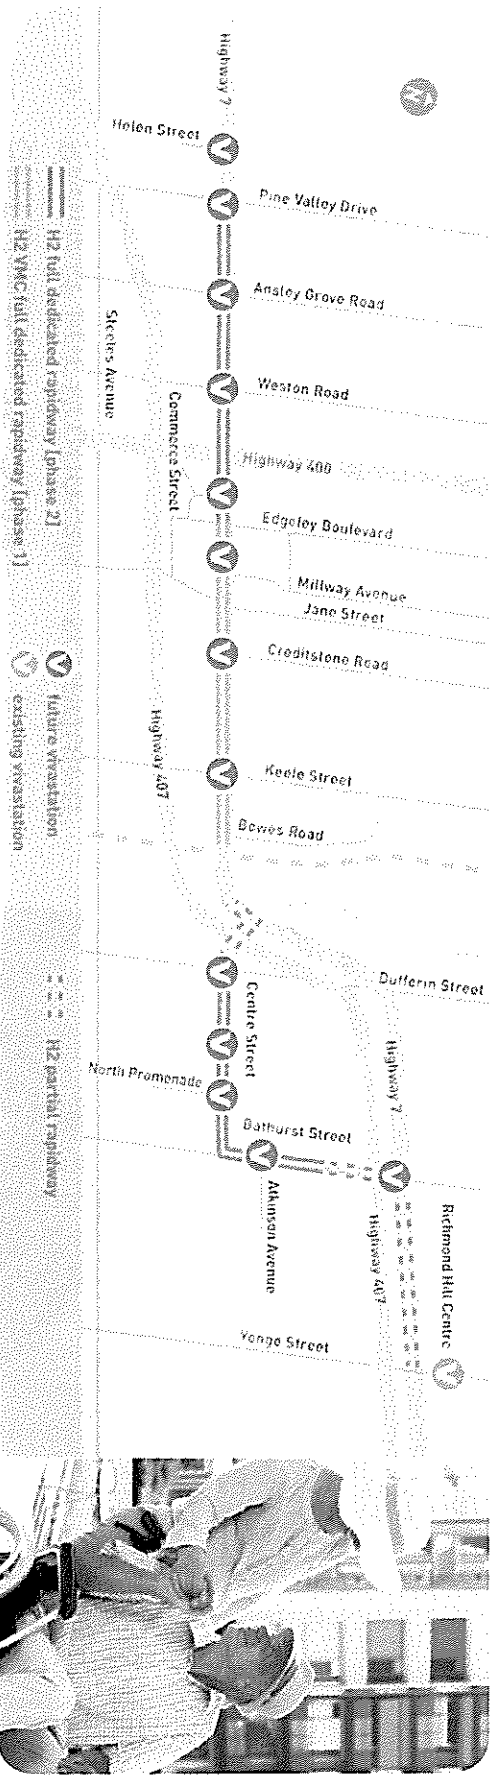 Highway 7
Helen Street
Pine Valley Drive
Ansley Grove Road
Weston Road
Highway 400
Commerce Street
Edgeley Boulevard
Millway Avenue
Jane Street
Creditstone Road
Keele Street
Bowes Road
Steeles Avenue
Highway 407
Dufferin Street
Centre Street
North Promenade
Bathurst Street
Atkinson Avenue
Highway 7
Highway 407
Richmond Hill Centre
Yonge Street
H2 full dedicated rapidway [phase 2]
H2 VMC full dedicated rapidway [phase 1]
future vivastation
existing vivastation
H2 partial rapidway